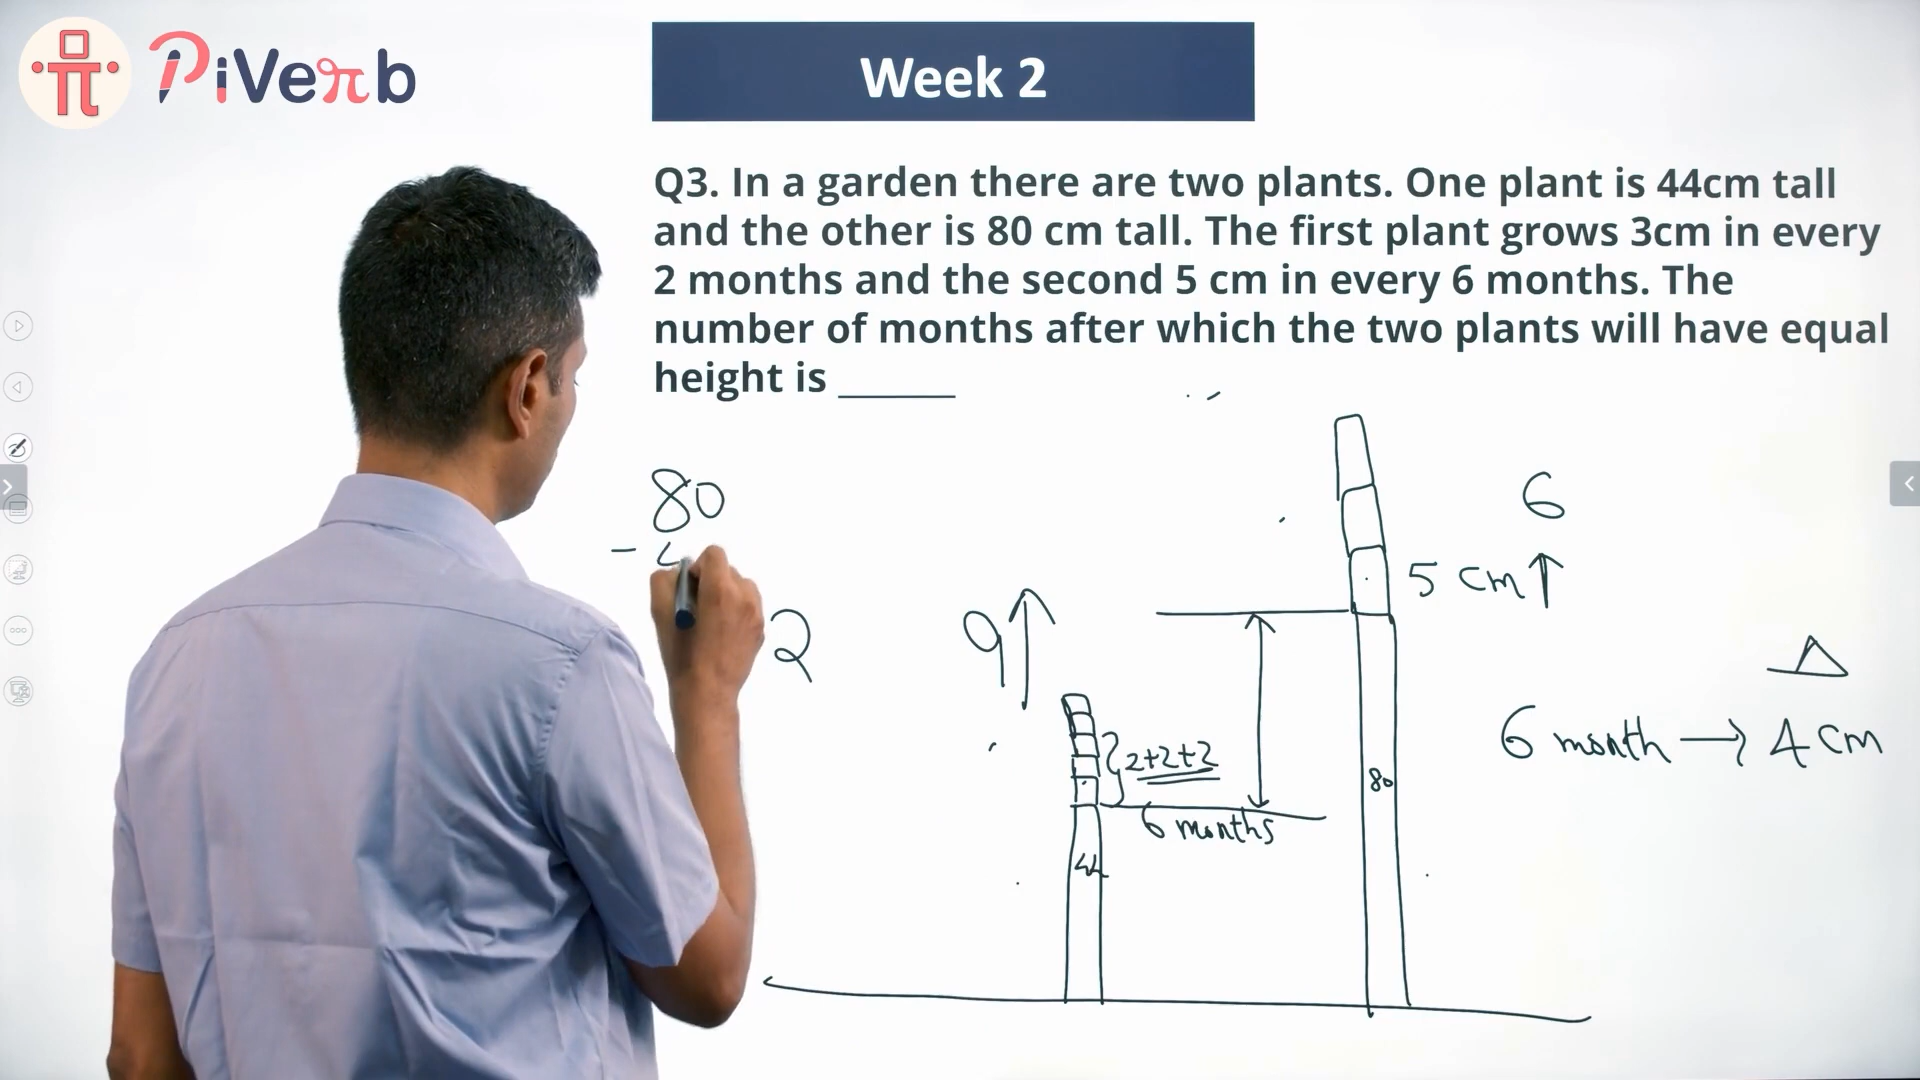 PiVerb
Week 2
Q3. In a garden there are two plants. One plant is 44cm tall
and the other is 80 cm tall. The first plant grows 3cm in every
2 months and the second 5 cm in every 6 months. The
number of months after which the two plants will have equal
height is ______
80
- 4
2
9↑
2+2+2
6 months
44
80
6
5 cm↑
Δ
6 month → 4 cm